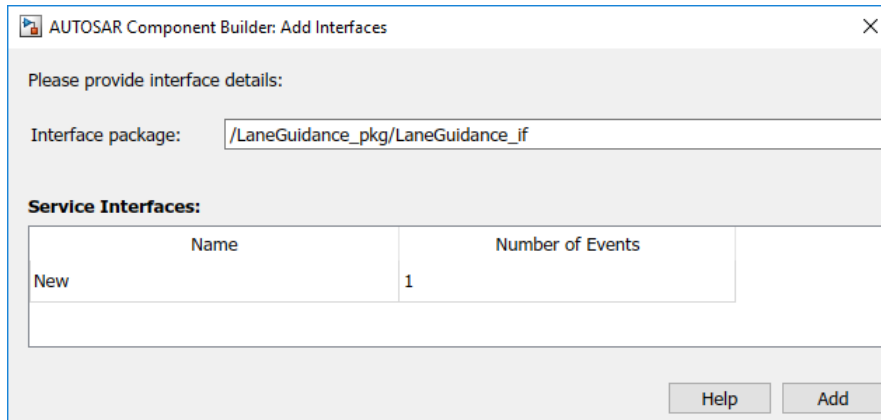 AUTOSAR Component Builder: Add Interfaces
Please provide interface details:
Interface package: /LaneGuidance_pkg/LaneGuidance_if
Service Interfaces:
Name Number of Events
New 1
Help Add